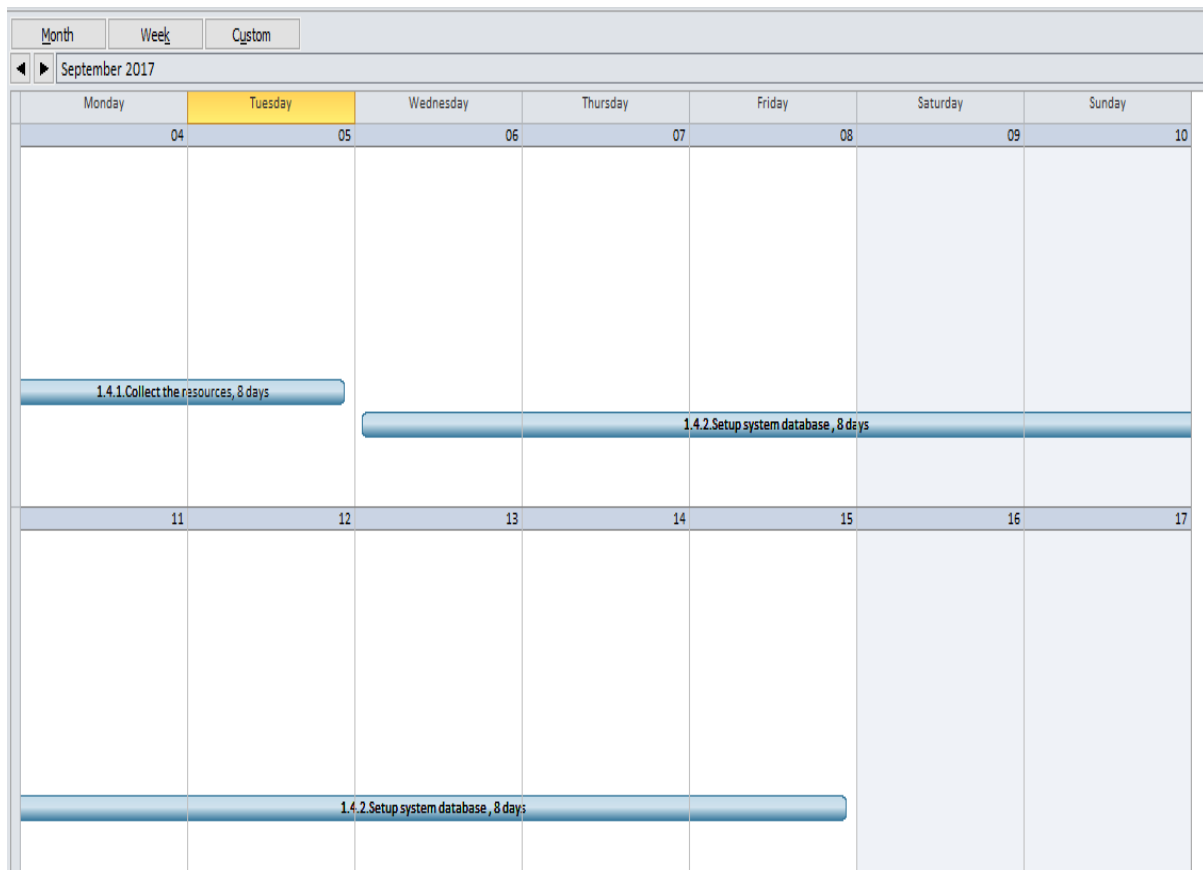 Month Week Custom
September 2017
Monday Tuesday Wednesday Thursday Friday Saturday Sunday
04 05 06 07 08 09 10
1.4.1.Collect the resources, 8 days
1.4.2.Setup system database , 8 days
11 12 13 14 15 16 17
1.4.2.Setup system database , 8 days